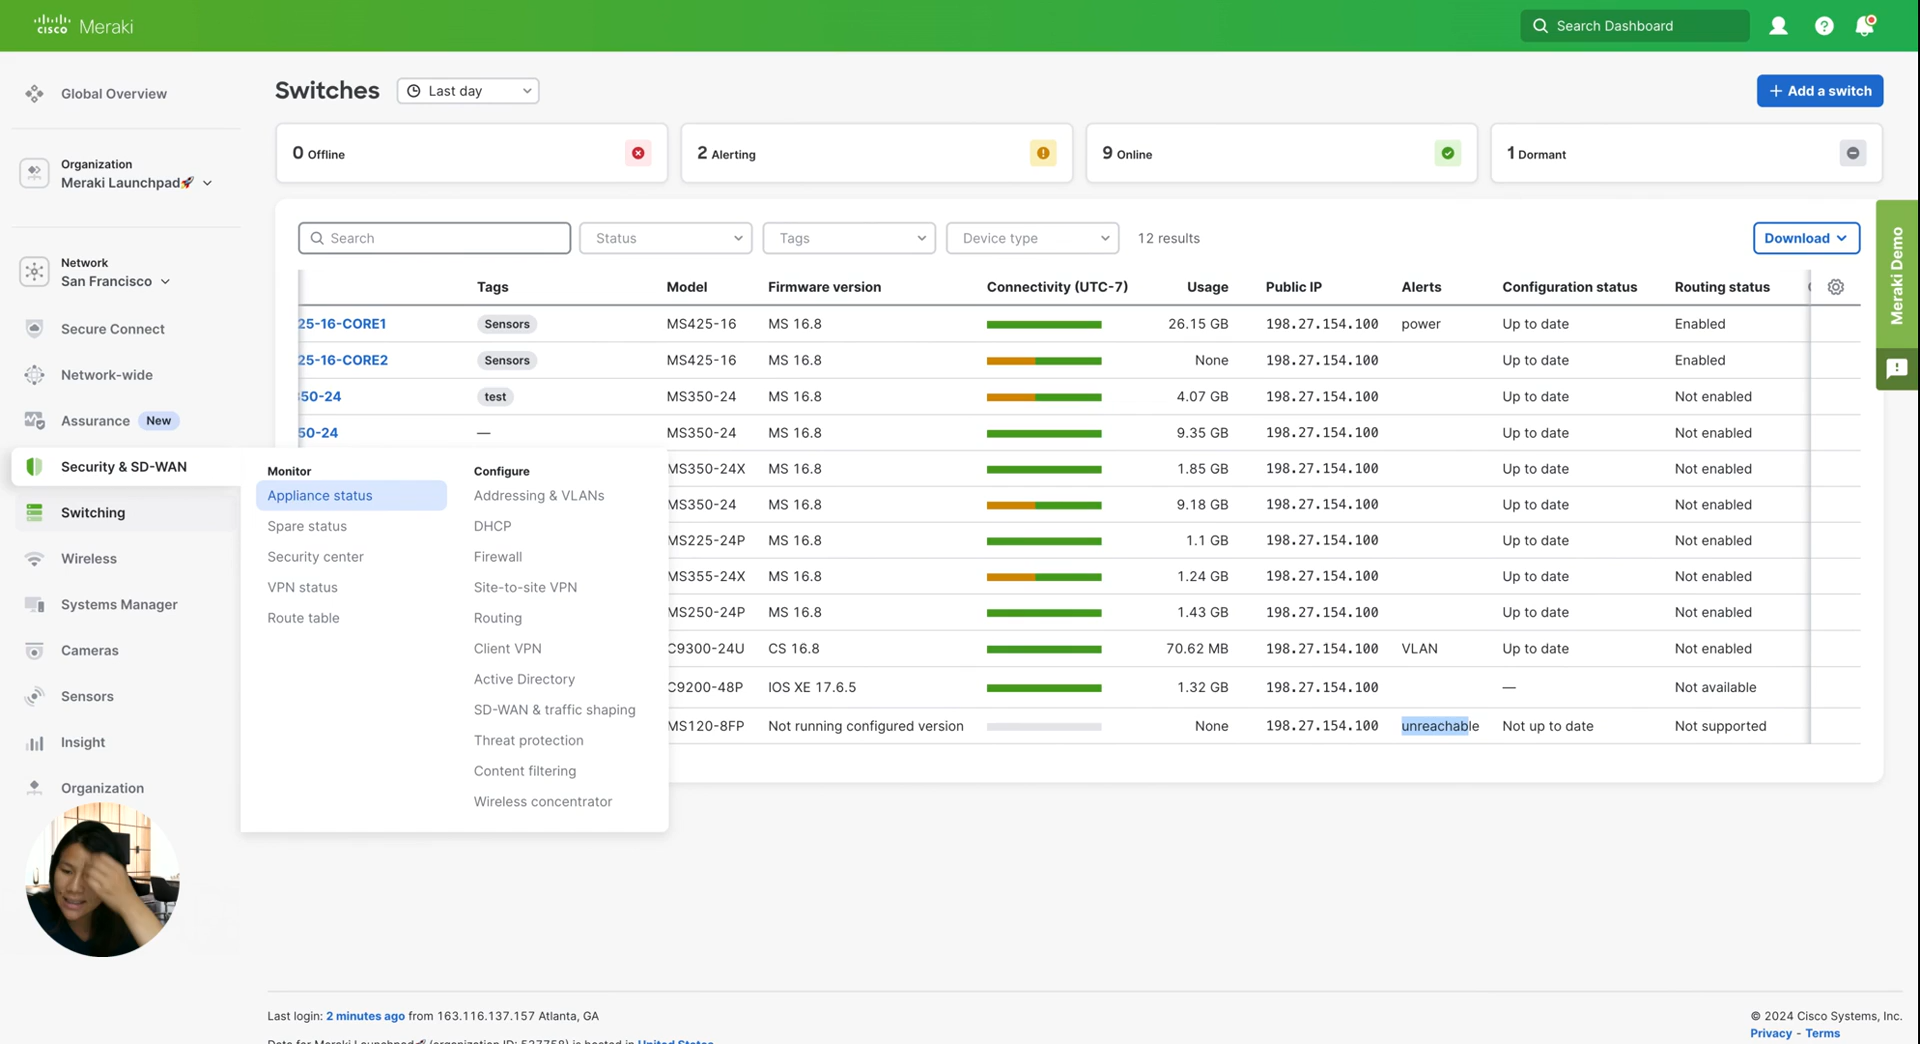 cisco Meraki
Search Dashboard
Global Overview
Organization
Meraki Launchpad🚀
Network
San Francisco
Secure Connect
Network-wide
Assurance New
Security & SD-WAN
Switching
Wireless
Systems Manager
Cameras
Sensors
Insight
Organization
Monitor
Appliance status
Spare status
Security center
VPN status
Route table
Configure
Addressing & VLANs
DHCP
Firewall
Site-to-site VPN
Routing
Client VPN
Active Directory
SD-WAN & traffic shaping
Threat protection
Content filtering
Wireless concentrator
Switches Last day + Add a switch
0 Offline 2 Alerting 9 Online 1 Dormant
Search Status Tags Device type 12 results Download
Tags Model Firmware version Connectivity (UTC-7) Usage Public IP Alerts Configuration status Routing status
25-16-CORE1 Sensors MS425-16 MS 16.8 26.15 GB 198.27.154.100 power Up to date Enabled
25-16-CORE2 Sensors MS425-16 MS 16.8 None 198.27.154.100 Up to date Enabled
350-24 test MS350-24 MS 16.8 4.07 GB 198.27.154.100 Up to date Not enabled
50-24 — MS350-24 MS 16.8 9.35 GB 198.27.154.100 Up to date Not enabled
MS350-24X MS 16.8 1.85 GB 198.27.154.100 Up to date Not enabled
MS350-24 MS 16.8 9.18 GB 198.27.154.100 Up to date Not enabled
MS225-24P MS 16.8 1.1 GB 198.27.154.100 Up to date Not enabled
MS355-24X MS 16.8 1.24 GB 198.27.154.100 Up to date Not enabled
MS250-24P MS 16.8 1.43 GB 198.27.154.100 Up to date Not enabled
C9300-24U CS 16.8 70.62 MB 198.27.154.100 VLAN Up to date Not enabled
C9200-48P IOS XE 17.6.5 1.32 GB 198.27.154.100 — Not available
MS120-8FP Not running configured version None 198.27.154.100 unreachable Not up to date Not supported
Meraki Demo
Last login: 2 minutes ago from 163.116.137.157 Atlanta, GA
Data for Meraki Launchpad🚀 (organization ID: 537758) is hosted in United States
© 2024 Cisco Systems, Inc.
Privacy - Terms